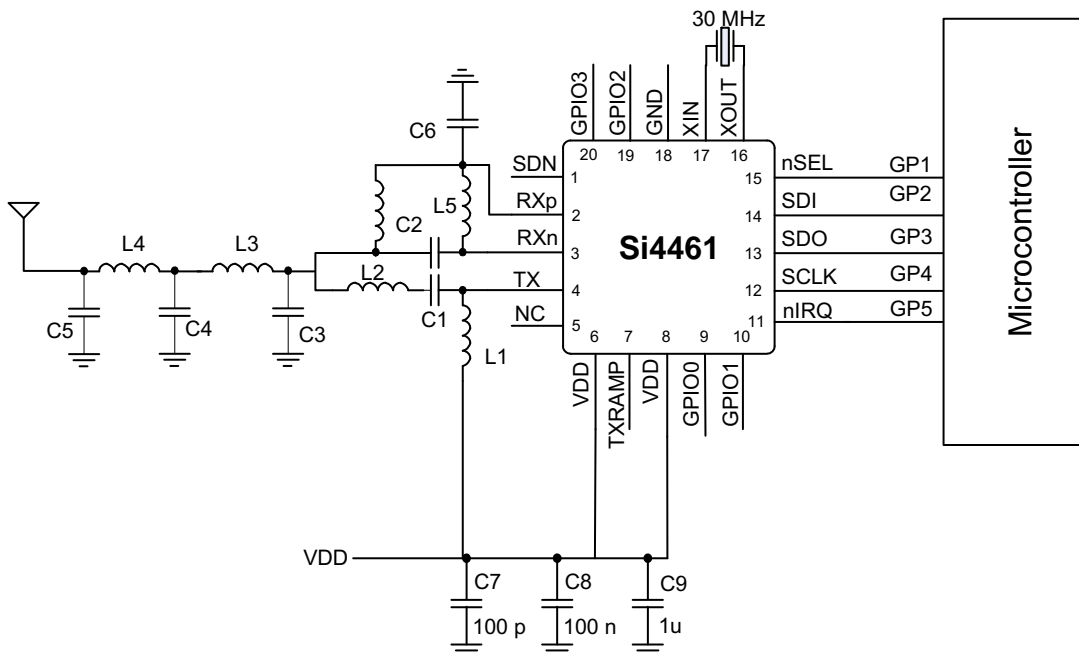 30 MHz
GPIO3
GPIO2
GND
XIN
XOUT
C6
20
19
18
17
16
SDN
1
RXp
2
L5
C2
RXn
3
L4
L3
L2
TX
4
C1
NC
5
C5
C4
C3
L1
Si4461
15
nSEL
GP1
14
SDI
GP2
13
SDO
GP3
12
SCLK
GP4
11
nIRQ
GP5
Microcontroller
6
7
8
9
10
VDD
TXRAMP
VDD
GPIO0
GPIO1
VDD
C7
100 p
C8
100 n
C9
1u